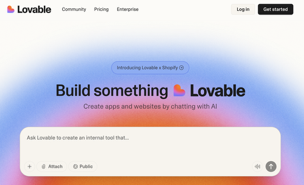 Lovable
Community Pricing Enterprise
Log in
Get started
Introducing Lovable x Shopify
Build something Lovable
Create apps and websites by chatting with AI
Ask Lovable to create an internal tool that...
+ Attach Public